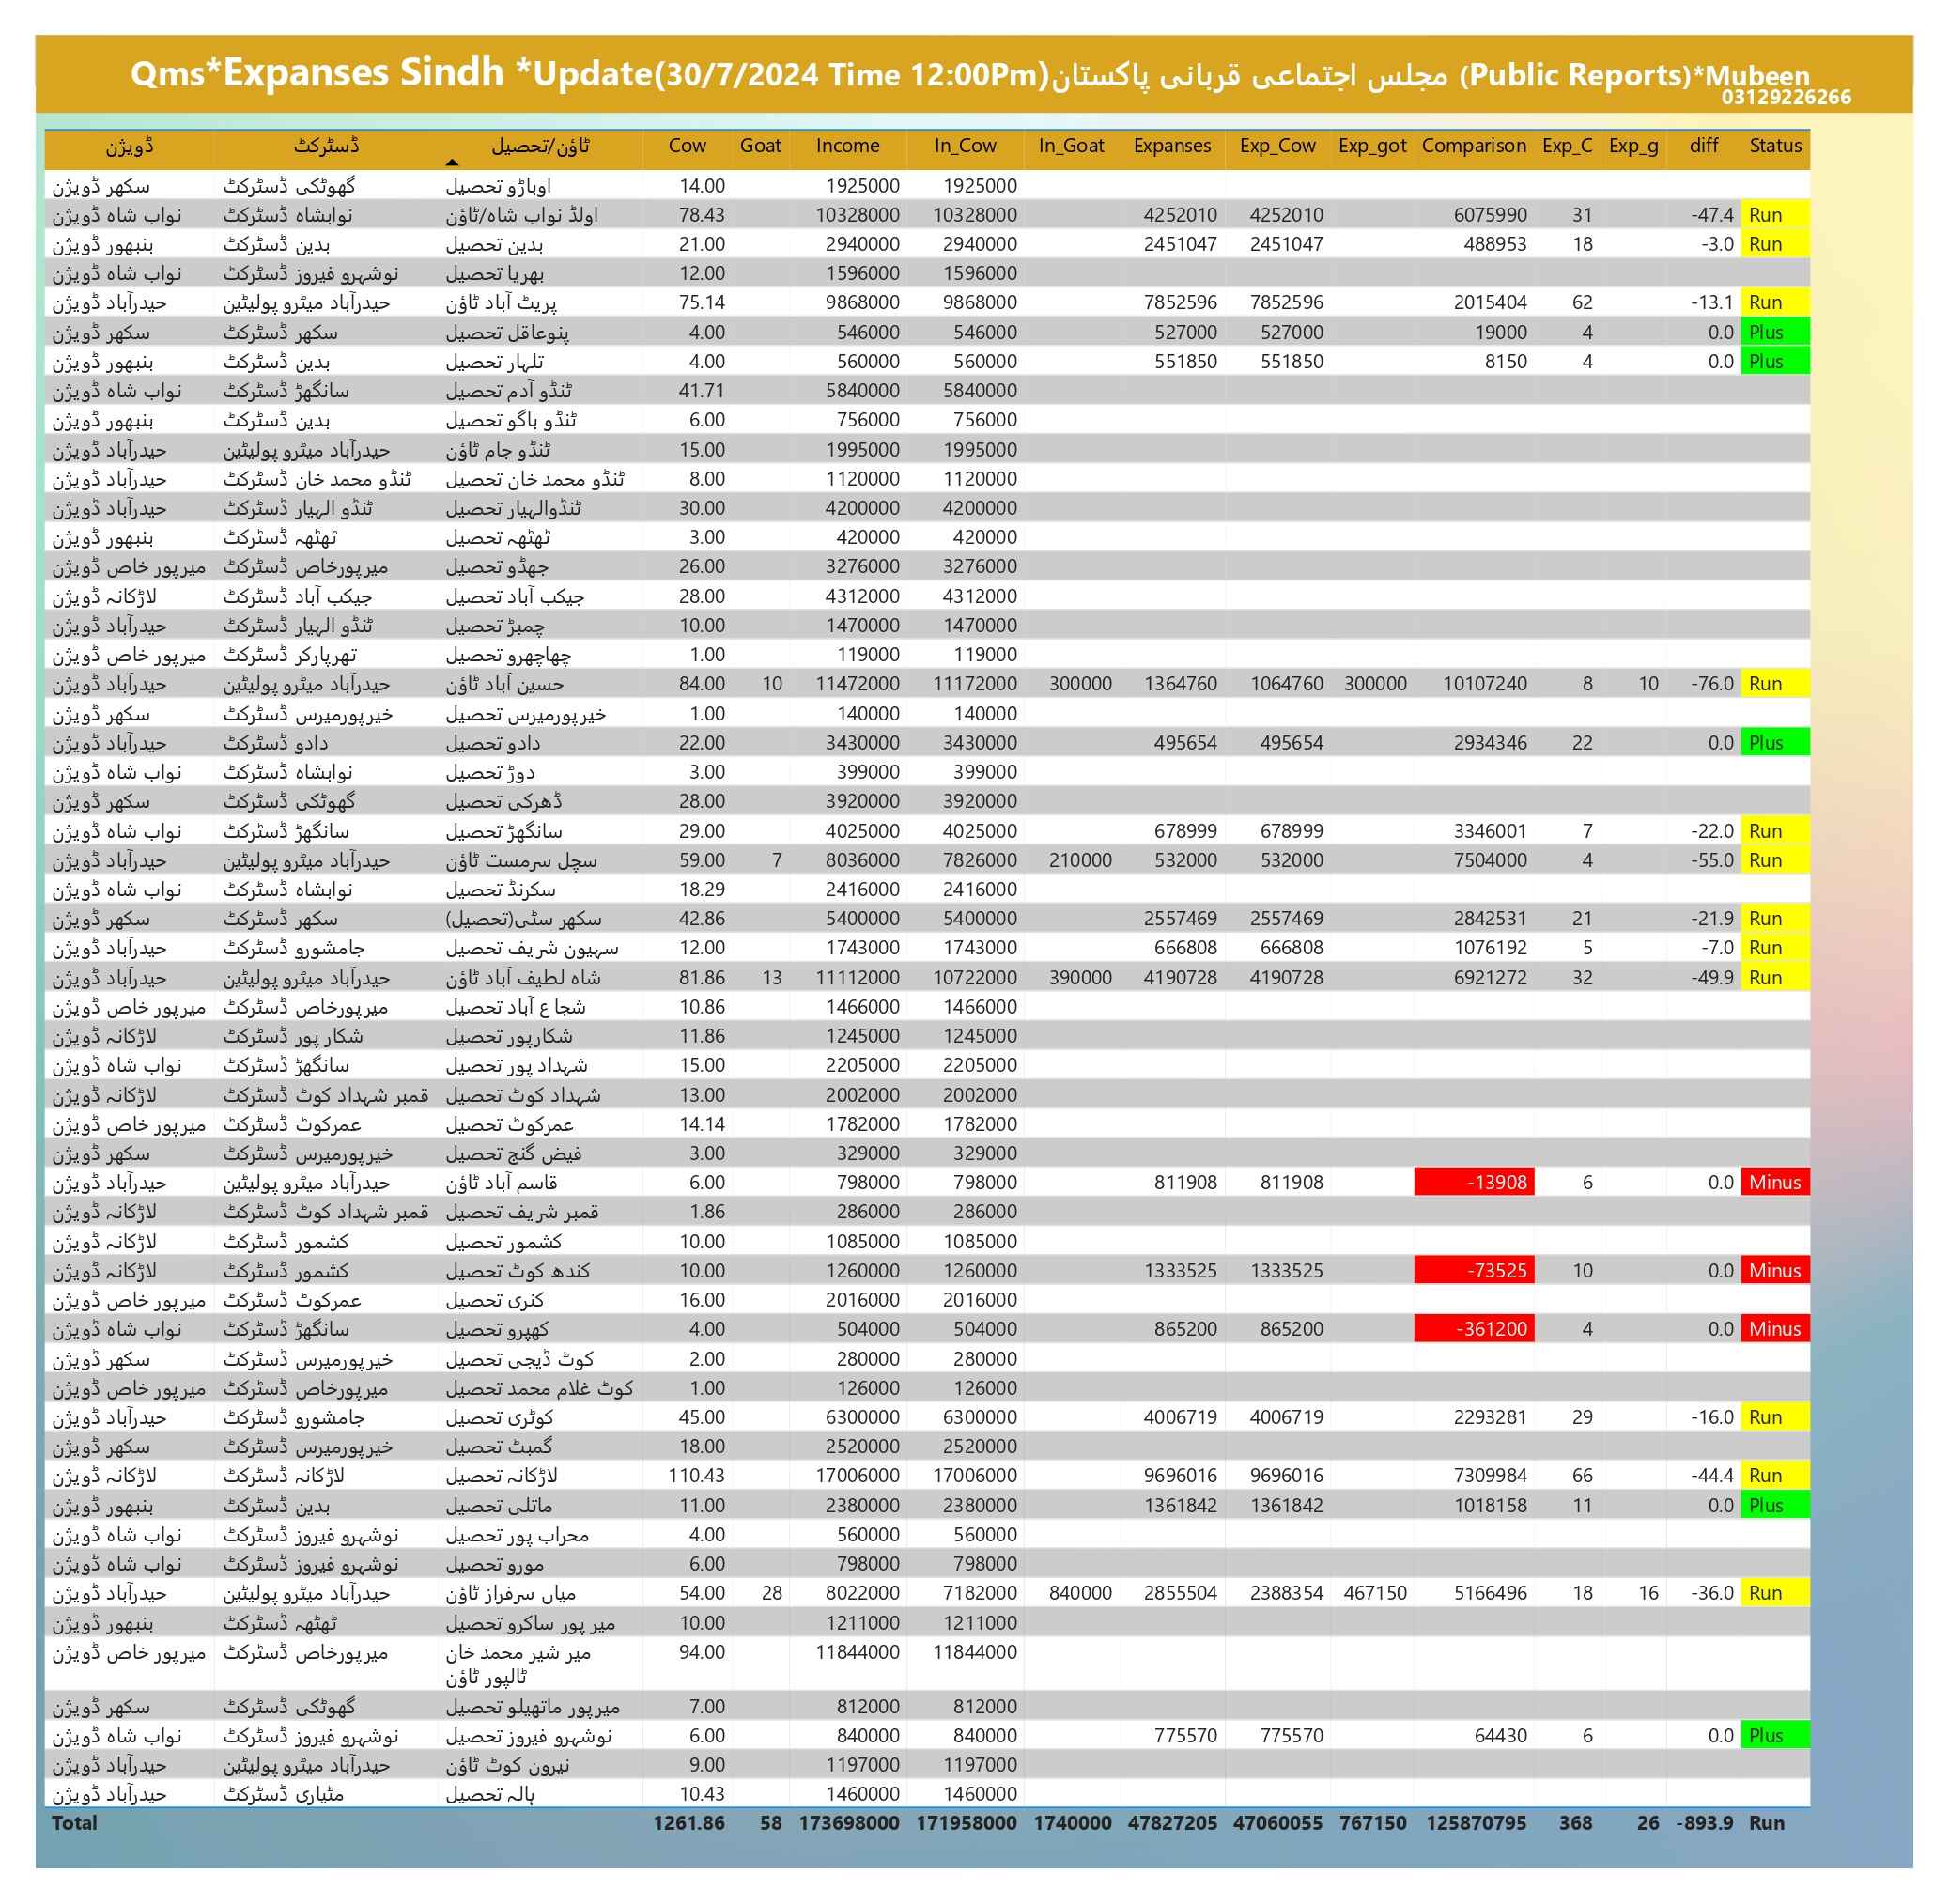 Qms*Expanses Sindh *Update(30/7/2024 Time 12:00Pm)مجلس اجتماعی قربانی پاکستان (Public Reports)*Mubeen
03129226266
ڈویژن ڈسٹرکٹ ٹاؤن/تحصیل Cow Goat Income In_Cow In_Goat Expanses Exp_Cow Exp_got Comparison Exp_C Exp_g diff Status
سکھر ڈویژن گھوٹکی ڈسٹرکٹ اوباڑو تحصیل 14.00 1925000 1925000
نواب شاہ ڈویژن نوابشاہ ڈسٹرکٹ اولڈ نواب شاہ/ٹاؤن 78.43 10328000 10328000 4252010 4252010 6075990 31 -47.4 Run
بنبھور ڈویژن بدین ڈسٹرکٹ بدین تحصیل 21.00 2940000 2940000 2451047 2451047 488953 18 -3.0 Run
نواب شاہ ڈویژن نوشہرو فیروز ڈسٹرکٹ بھریا تحصیل 12.00 1596000 1596000
حیدرآباد ڈویژن حیدرآباد میٹرو پولیٹین پریٹ آباد ٹاؤن 75.14 9868000 9868000 7852596 7852596 2015404 62 -13.1 Run
سکھر ڈویژن سکھر ڈسٹرکٹ پنوعاقل تحصیل 4.00 546000 546000 527000 527000 19000 4 0.0 Plus
بنبھور ڈویژن بدین ڈسٹرکٹ تلہار تحصیل 4.00 560000 560000 551850 551850 8150 4 0.0 Plus
نواب شاہ ڈویژن سانگھڑ ڈسٹرکٹ ٹنڈو آدم تحصیل 41.71 5840000 5840000
بنبھور ڈویژن بدین ڈسٹرکٹ ٹنڈو باگو تحصیل 6.00 756000 756000
حیدرآباد ڈویژن حیدرآباد میٹرو پولیٹین ٹنڈو جام ٹاؤن 15.00 1995000 1995000
حیدرآباد ڈویژن ٹنڈو محمد خان ڈسٹرکٹ ٹنڈو محمد خان تحصیل 8.00 1120000 1120000
حیدرآباد ڈویژن ٹنڈو الہیار ڈسٹرکٹ ٹنڈوالہیار تحصیل 30.00 4200000 4200000
بنبھور ڈویژن ٹھٹھہ ڈسٹرکٹ ٹھٹھہ تحصیل 3.00 420000 420000
میرپور خاص ڈویژن میرپورخاص ڈسٹرکٹ جھڈو تحصیل 26.00 3276000 3276000
لاڑکانہ ڈویژن جیکب آباد ڈسٹرکٹ جیکب آباد تحصیل 28.00 4312000 4312000
حیدرآباد ڈویژن ٹنڈو الہیار ڈسٹرکٹ چمبڑ تحصیل 10.00 1470000 1470000
میرپور خاص ڈویژن تھرپارکر ڈسٹرکٹ چھاچھرو تحصیل 1.00 119000 119000
حیدرآباد ڈویژن حیدرآباد میٹرو پولیٹین حسین آباد ٹاؤن 84.00 10 11472000 11172000 300000 1364760 1064760 300000 10107240 8 10 -76.0 Run
سکھر ڈویژن خیرپورمیرس ڈسٹرکٹ خیرپورمیرس تحصیل 1.00 140000 140000
حیدرآباد ڈویژن دادو ڈسٹرکٹ دادو تحصیل 22.00 3430000 3430000 495654 495654 2934346 22 0.0 Plus
نواب شاہ ڈویژن نوابشاہ ڈسٹرکٹ دوڑ تحصیل 3.00 399000 399000
سکھر ڈویژن گھوٹکی ڈسٹرکٹ ڈھرکی تحصیل 28.00 3920000 3920000
نواب شاہ ڈویژن سانگھڑ ڈسٹرکٹ سانگھڑ تحصیل 29.00 4025000 4025000 678999 678999 3346001 7 -22.0 Run
حیدرآباد ڈویژن حیدرآباد میٹرو پولیٹین سچل سرمست ٹاؤن 59.00 7 8036000 7826000 210000 532000 532000 7504000 4 -55.0 Run
نواب شاہ ڈویژن نوابشاہ ڈسٹرکٹ سکرنڈ تحصیل 18.29 2416000 2416000
سکھر ڈویژن سکھر ڈسٹرکٹ سکھر سٹی(تحصیل) 42.86 5400000 5400000 2557469 2557469 2842531 21 -21.9 Run
حیدرآباد ڈویژن جامشورو ڈسٹرکٹ سہیون شریف تحصیل 12.00 1743000 1743000 666808 666808 1076192 5 -7.0 Run
حیدرآباد ڈویژن حیدرآباد میٹرو پولیٹین شاہ لطیف آباد ٹاؤن 81.86 13 11112000 10722000 390000 4190728 4190728 6921272 32 -49.9 Run
میرپور خاص ڈویژن میرپورخاص ڈسٹرکٹ شجاع آباد تحصیل 10.86 1466000 1466000
لاڑکانہ ڈویژن شکار پور ڈسٹرکٹ شکارپور تحصیل 11.86 1245000 1245000
نواب شاہ ڈویژن سانگھڑ ڈسٹرکٹ شہداد پور تحصیل 15.00 2205000 2205000
لاڑکانہ ڈویژن قمبر شہداد کوٹ ڈسٹرکٹ شہداد کوٹ تحصیل 13.00 2002000 2002000
میرپور خاص ڈویژن عمرکوٹ ڈسٹرکٹ عمرکوٹ تحصیل 14.14 1782000 1782000
سکھر ڈویژن خیرپورمیرس ڈسٹرکٹ فیض گنج تحصیل 3.00 329000 329000
حیدرآباد ڈویژن حیدرآباد میٹرو پولیٹین قاسم آباد ٹاؤن 6.00 798000 798000 811908 811908 -13908 6 0.0 Minus
لاڑکانہ ڈویژن قمبر شہداد کوٹ ڈسٹرکٹ قمبر شریف تحصیل 1.86 286000 286000
لاڑکانہ ڈویژن کشمور ڈسٹرکٹ کشمور تحصیل 10.00 1085000 1085000
لاڑکانہ ڈویژن کشمور ڈسٹرکٹ کندھ کوٹ تحصیل 10.00 1260000 1260000 1333525 1333525 -73525 10 0.0 Minus
میرپور خاص ڈویژن عمرکوٹ ڈسٹرکٹ کنری تحصیل 16.00 2016000 2016000
نواب شاہ ڈویژن سانگھڑ ڈسٹرکٹ کھپرو تحصیل 4.00 504000 504000 865200 865200 -361200 4 0.0 Minus
سکھر ڈویژن خیرپورمیرس ڈسٹرکٹ کوٹ ڈیجی تحصیل 2.00 280000 280000
میرپور خاص ڈویژن میرپورخاص ڈسٹرکٹ کوٹ غلام محمد تحصیل 1.00 126000 126000
حیدرآباد ڈویژن جامشورو ڈسٹرکٹ کوٹری تحصیل 45.00 6300000 6300000 4006719 4006719 2293281 29 -16.0 Run
سکھر ڈویژن خیرپورمیرس ڈسٹرکٹ گمبٹ تحصیل 18.00 2520000 2520000
لاڑکانہ ڈویژن لاڑکانہ ڈسٹرکٹ لاڑکانہ تحصیل 110.43 17006000 17006000 9696016 9696016 7309984 66 -44.4 Run
بنبھور ڈویژن بدین ڈسٹرکٹ ماتلی تحصیل 11.00 2380000 2380000 1361842 1361842 1018158 11 0.0 Plus
نواب شاہ ڈویژن نوشہرو فیروز ڈسٹرکٹ محراب پور تحصیل 4.00 560000 560000
نواب شاہ ڈویژن نوشہرو فیروز ڈسٹرکٹ مورو تحصیل 6.00 798000 798000
حیدرآباد ڈویژن حیدرآباد میٹرو پولیٹین میاں سرفراز ٹاؤن 54.00 28 8022000 7182000 840000 2855504 2388354 467150 5166496 18 16 -36.0 Run
بنبھور ڈویژن ٹھٹھہ ڈسٹرکٹ میر پور ساکرو تحصیل 10.00 1211000 1211000
میرپور خاص ڈویژن میرپورخاص ڈسٹرکٹ میر شیر محمد خان 94.00 11844000 11844000
ٹالپور ٹاؤن
سکھر ڈویژن گھوٹکی ڈسٹرکٹ میرپور ماتھیلو تحصیل 7.00 812000 812000
نواب شاہ ڈویژن نوشہرو فیروز ڈسٹرکٹ نوشہرو فیروز تحصیل 6.00 840000 840000 775570 775570 64430 6 0.0 Plus
حیدرآباد ڈویژن حیدرآباد میٹرو پولیٹین نیرون کوٹ ٹاؤن 9.00 1197000 1197000
حیدرآباد ڈویژن مٹیاری ڈسٹرکٹ ہالہ تحصیل 10.43 1460000 1460000
Total 1261.86 58 173698000 171958000 1740000 47827205 47060055 767150 125870795 368 26 -893.9 Run